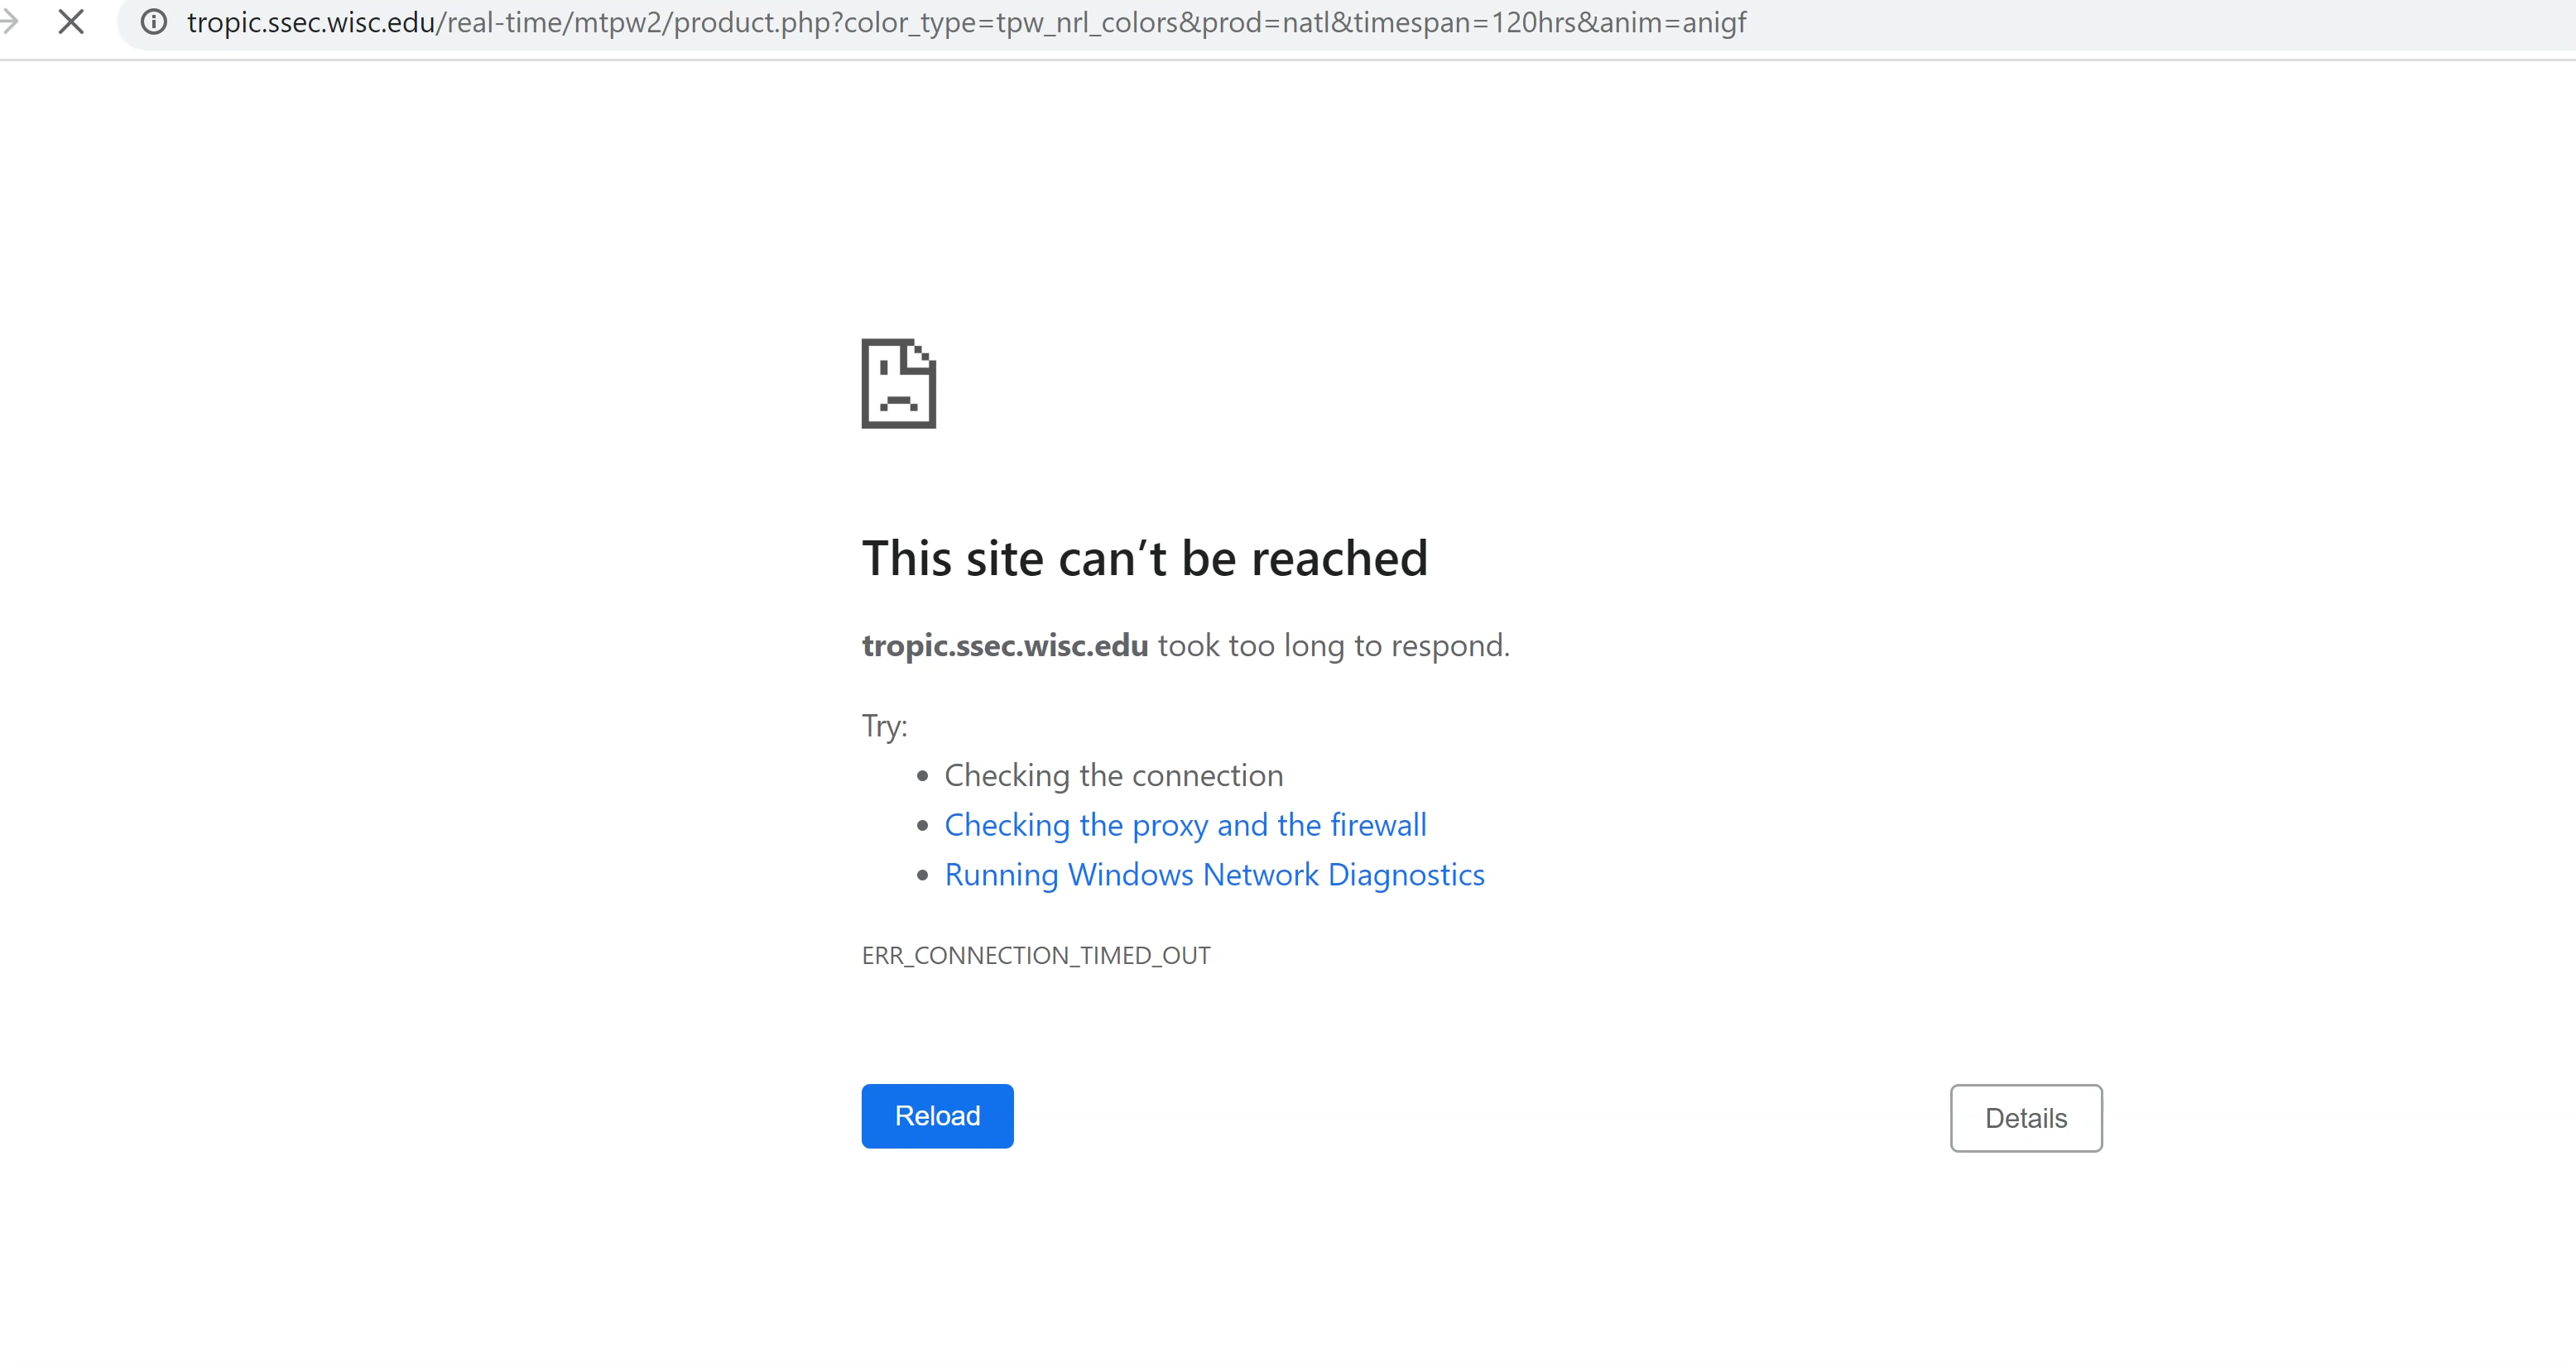 tropic.ssec.wisc.edu/real-time/mtpw2/product.php?color_type=tpw_nrl_colors&prod=natl&timespan=120hrs&anim=anigf
This site can’t be reached
tropic.ssec.wisc.edu took too long to respond.
Try:
Checking the connection
Checking the proxy and the firewall
Running Windows Network Diagnostics
ERR_CONNECTION_TIMED_OUT
Reload
Details